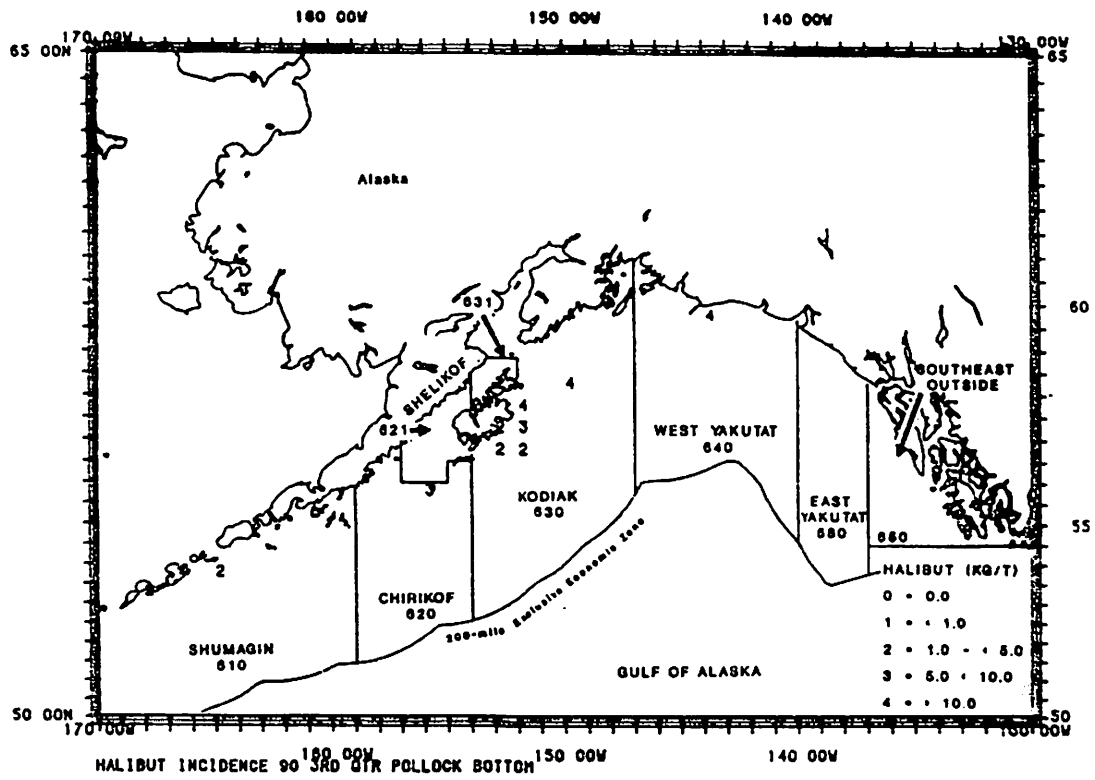 160 00W 150 00W 140 00W
170 00W 130 00W
65 00N 65
Alaska
631 60
4
SHELIKOF 4
SOUTHEAST
OUTSIDE
4
621 3
2 2
WEST YAKUTAT
640
3
KODIAK
630
EAST
YAKUTAT
680
55
650
2
HALIBUT (KG/T)
0 = 0.0
CHIRIKOF
620
1 = < 1.0
200-mile Exclusive Economic Zone
2 = 1.0 - < 5.0
SHUMAGIN
610
GULF OF ALASKA
3 = 5.0 < 10.0
4 = > 10.0
50 00N 50
170 00W
160 00W 150 00W 140 00W
HALIBUT INCIDENCE 90 3RD QTR POLLOCK BOTTOM